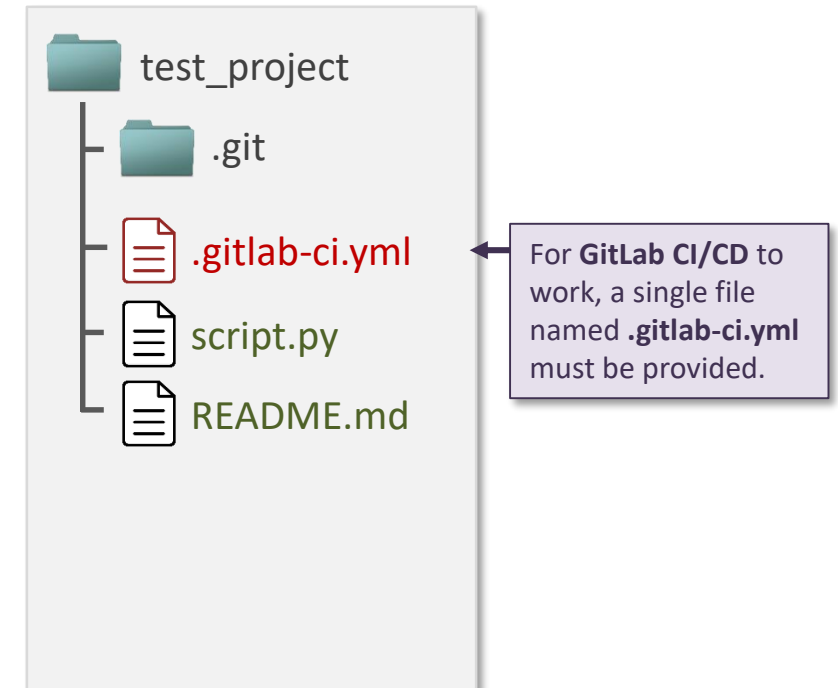 test_project
.git
.gitlab-ci.yml
script.py
README.md
For GitLab CI/CD to
work, a single file
named .gitlab-ci.yml
must be provided.